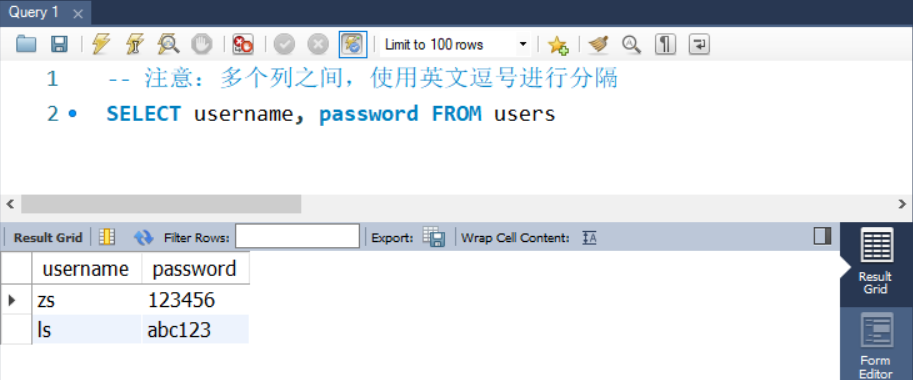 Query 1 ×
Limit to 100 rows
1 -- 注意：多个列之间，使用英文逗号进行分隔
2 SELECT username, password FROM users
Result Grid Filter Rows: Export: Wrap Cell Content:
username password
zs 123456
ls abc123
Result
Grid
Form
Editor